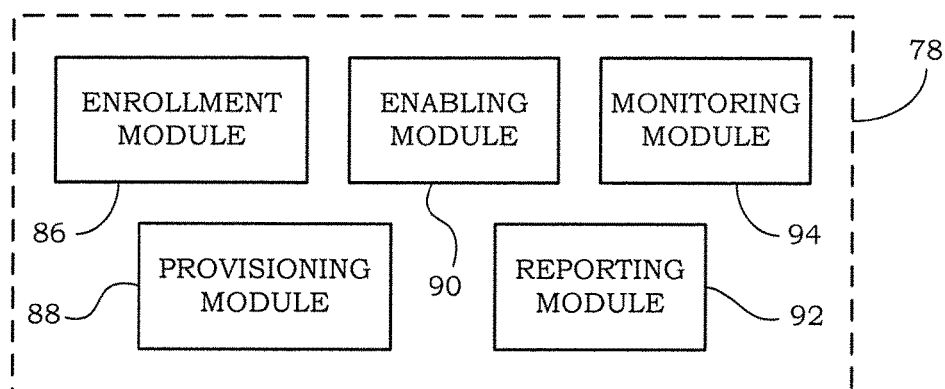 78
ENROLLMENT
MODULE
ENABLING
MODULE
MONITORING
MODULE
86
90
94
PROVISIONING
MODULE
REPORTING
MODULE
88
92